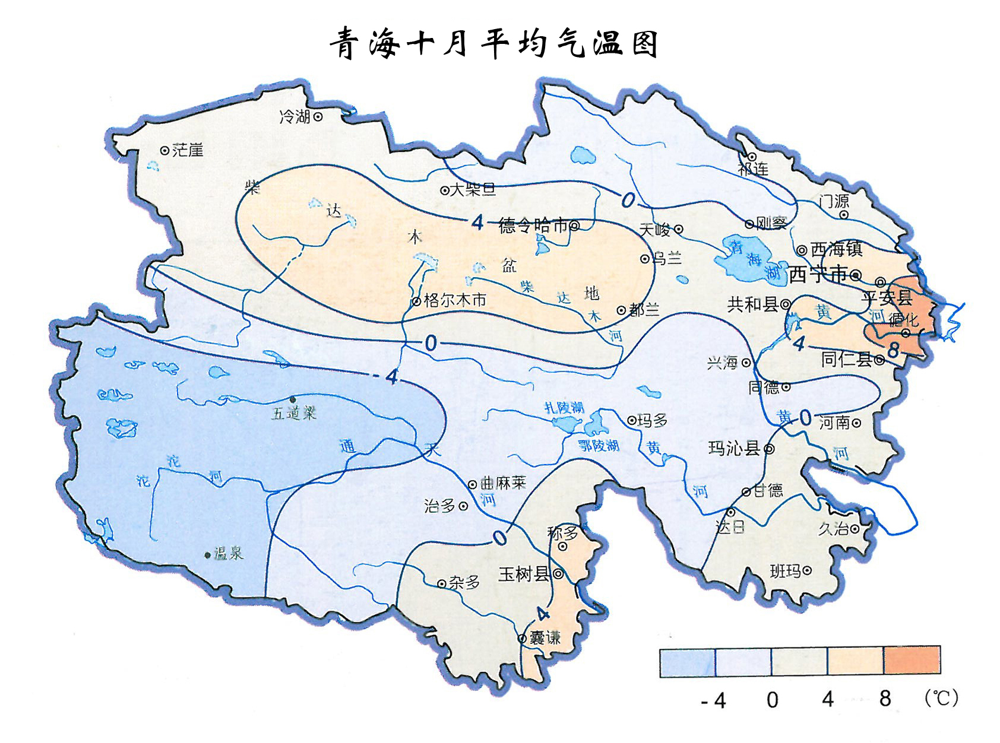 青海十月平均气温图
冷湖
茫崖
祁连
柴
大柴旦
0
门源
达
4
德令哈市
天峻
刚察
木
青
海
湖
西海镇
盆
乌兰
西宁市
柴
达
地
木
河
格尔木市
都兰
共和县
黄
河
平安县
循化
0
4
8
兴海
同仁县
-4
同德
五道梁
扎陵湖
鄂陵湖
玛多
黄
0
河南
黄
河
玛沁县
通
天
河
沱
沱
河
曲麻莱
治多
河
甘德
达日
久治
0
称多
温泉
玉树县
杂多
班玛
4
囊谦
-4 0 4 8 (℃)